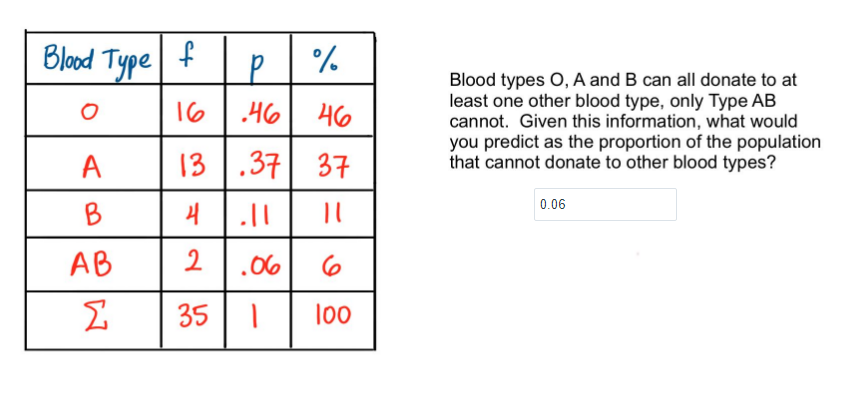 Blood Type f p %
O 16 .46 46
A 13 .37 37
B 4 .11 11
AB 2 .06 6
Σ 35 1 100
Blood types O, A and B can all donate to at
least one other blood type, only Type AB
cannot. Given this information, what would
you predict as the proportion of the population
that cannot donate to other blood types?
0.06